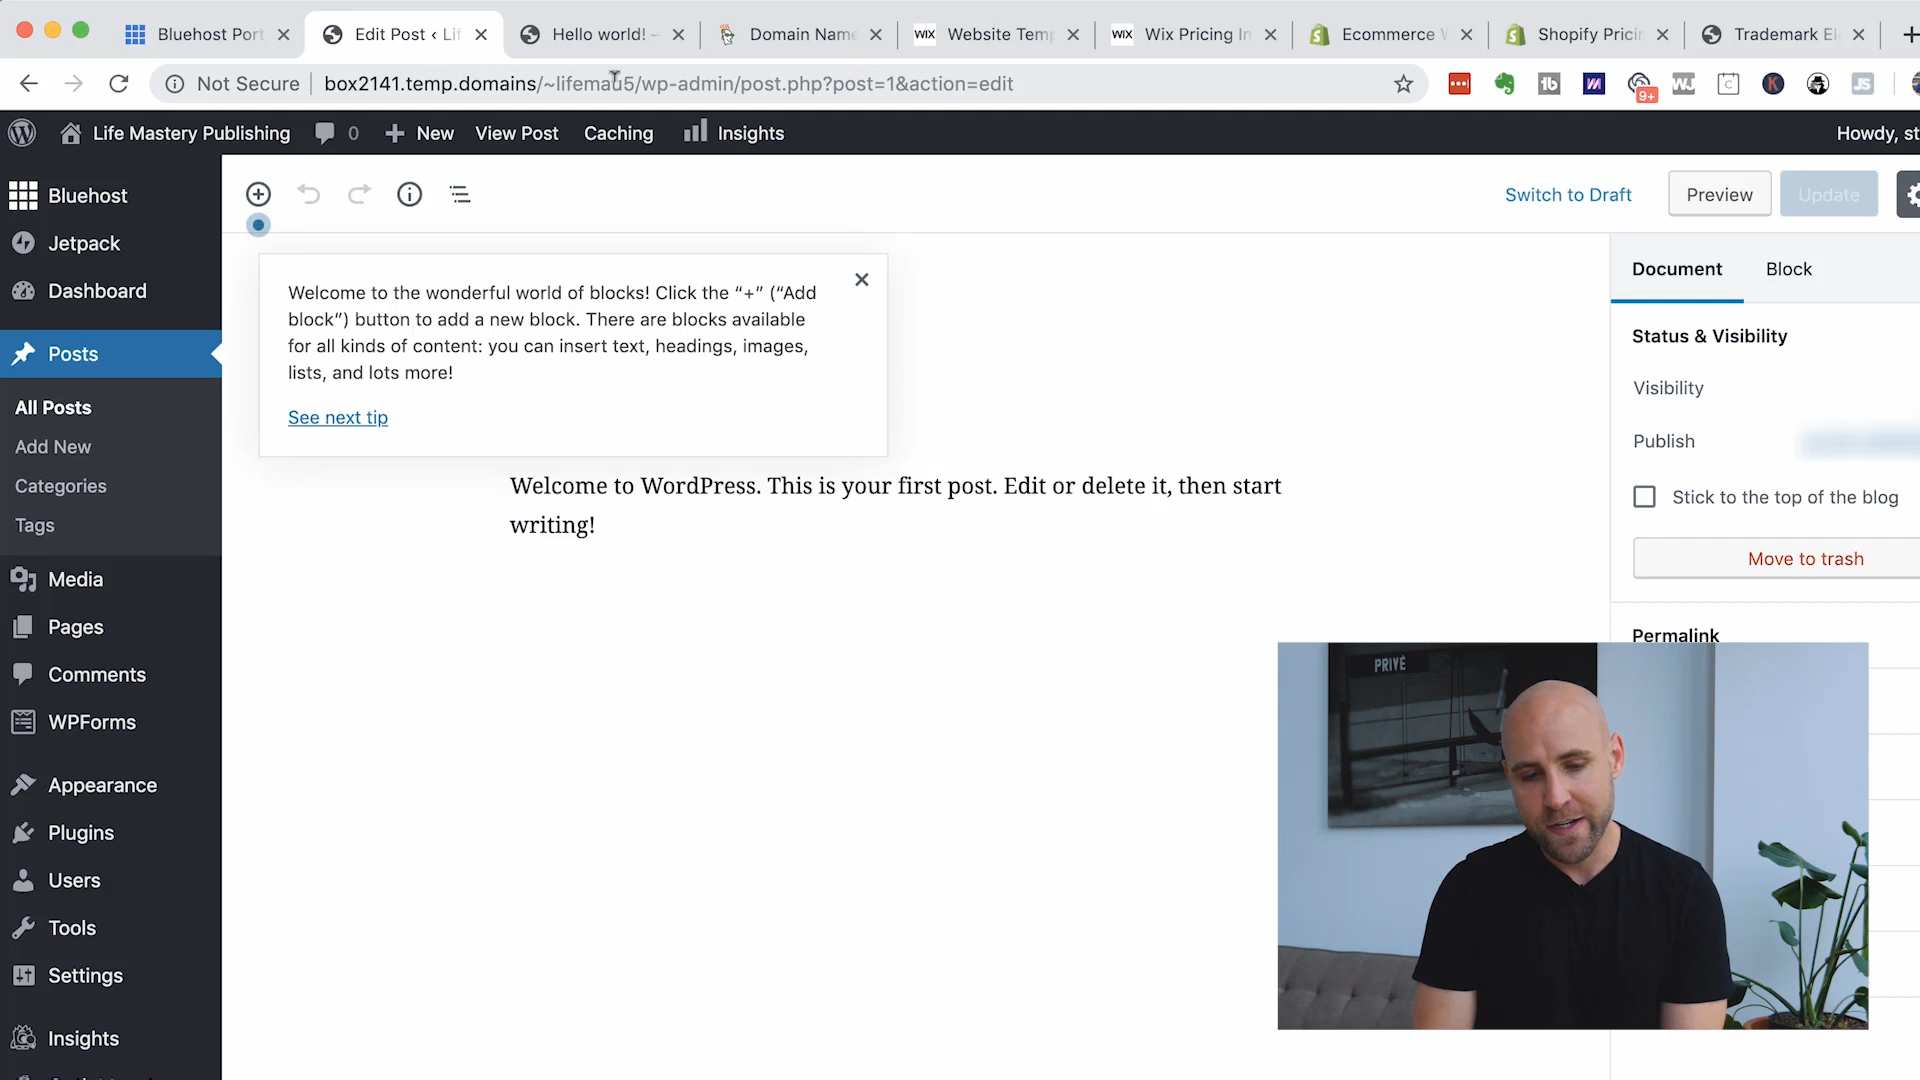 Bluehost Port
Edit Post ‹ Lif
Hello world! –
Domain Name
WIX Website Temp
WIX Wix Pricing In
Ecommerce W
Shopify Pricin
Trademark El
Not Secure box2141.temp.domains/~lifemau5/wp-admin/post.php?post=1&action=edit
9+
Life Mastery Publishing 0 New View Post Caching Insights
Howdy, st
Bluehost
Jetpack
Dashboard
Posts
All Posts
Add New
Categories
Tags
Media
Pages
Comments
WPForms
Appearance
Plugins
Users
Tools
Settings
Insights
Switch to Draft Preview Update
Welcome to the wonderful world of blocks! Click the “+” (“Add
block”) button to add a new block. There are blocks available
for all kinds of content: you can insert text, headings, images,
lists, and lots more!
See next tip
Welcome to WordPress. This is your first post. Edit or delete it, then start
writing!
Document Block
Status & Visibility
Visibility
Publish
Stick to the top of the blog
Move to trash
Permalink
PRIVÉ